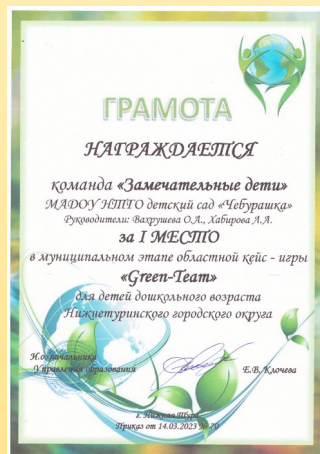 ГРАМОТА
НАГРАЖДАЕТСЯ
команда «Замечательные дети»
МАДОУ НТГО детский сад «Чебурашка»
Руководители: Вахрушева О.А., Хабирова Л.А.
за I МЕСТО
в муниципальном этапе областной кейс - игры
«Green-Team»
для детей дошкольного возраста
Нижнетуринского городского округа
И.о. начальника
Управления образования Е.В. Клочева
г. Нижняя Тура
Приказ от 14.03.2023 № 70